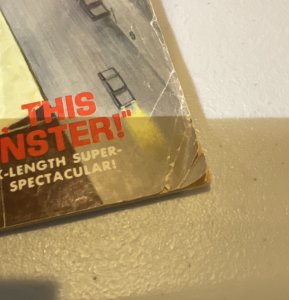 THIS
NSTER!"
K-LENGTH SUPER-
SPECTACULAR!